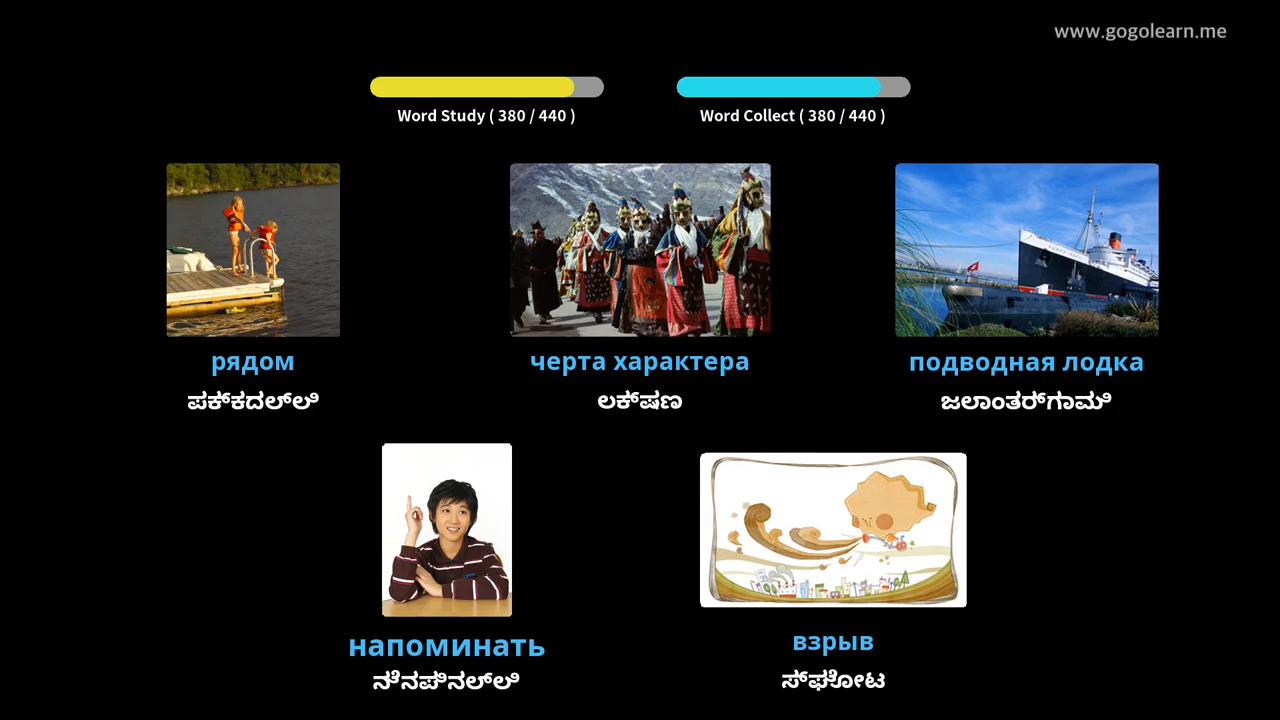 www.gogolearn.me
Word Study ( 380 / 440 )
Word Collect ( 380 / 440 )
рядом
черта характера
подводная лодка
ಪಕ್ಕದಲ್ಲಿ
ಲಕ್ಷಣ
ಜಲಾಂತರ್ಗಾಮಿ
напоминать
взрыв
ನೆನಪಿನಲ್ಲಿ
ಸ್ಫೋಟ